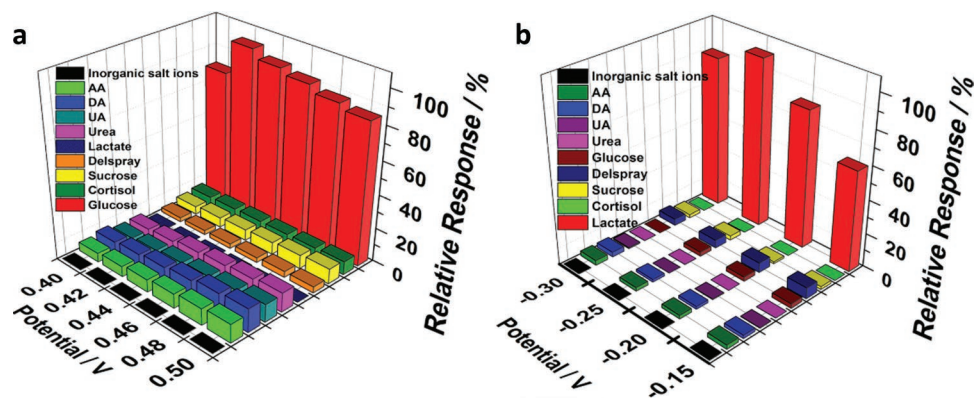 a
Inorganic salt ions
AA
DA
UA
Urea
Lactate
Delspray
Sucrose
Cortisol
Glucose
100
80
60
40
20
0
Relative Response / %
0.40
0.42
0.44
0.46
0.48
0.50
Potential / V
b
Inorganic salt ions
AA
DA
UA
Urea
Glucose
Delspray
Sucrose
Cortisol
Lactate
100
80
60
40
20
0
Relative Response / %
-0.30
-0.25
-0.20
-0.15
Potential / V